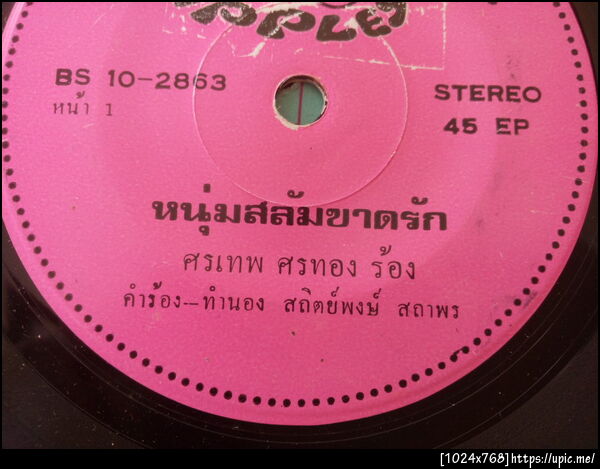 APPLE
BS 10-2863
หน้า 1
STEREO
45 EP
หนุ่มสลัมขาดรัก
ศรเทพ ศรทอง ร้อง
คำร้อง--ทำนอง สถิตย์พงษ์ สถาพร
[1024x768]https://upic.me/